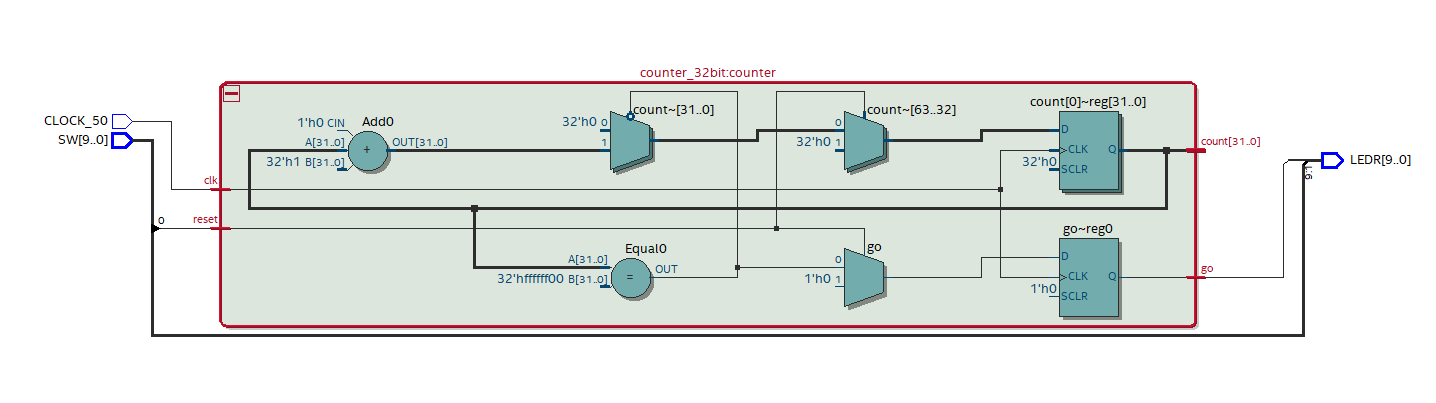 counter_32bit:counter
CLOCK_50
SW[9..0]
clk
reset
0
1'h0 CIN
Add0
A[31..0]
32'h1 B[31..0]
+
OUT[31..0]
32'h0 0
1
count~[31..0]
0
32'h0 1
count~[63..32]
count[0]~reg[31..0]
D
CLK
32'h0
SCLR
Q
count[31..0]
9:1
LEDR[9..0]
Equal0
A[31..0]
32'hffffff00 B[31..0]
=
OUT
go
0
1'h0 1
go~reg0
D
CLK
1'h0
SCLR
Q
go